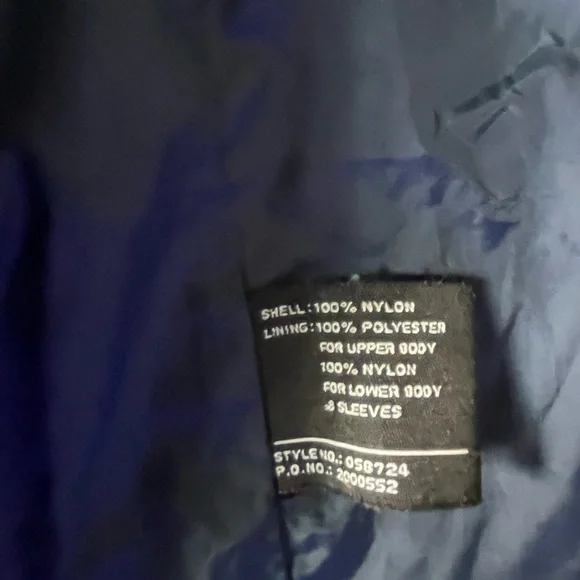 SHELL:100% NYLON
LINING:100% POLYESTER
FOR UPPER BODY
100% NYLON
FOR LOWER BODY
& SLEEVES
STYLE NO.: 058724
P.O.NO.: 2000552